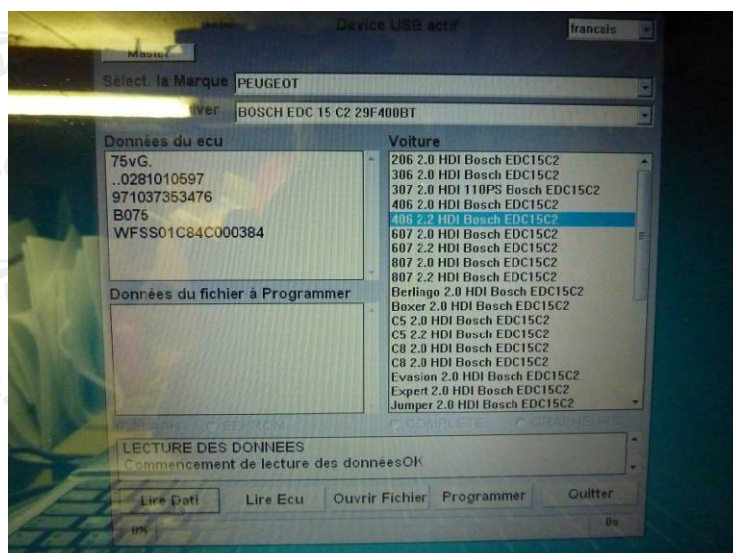 Device USB actif
francais
Master
Sélect. la Marque PEUGEOT
BOSCH EDC 15 C2 29F400BT
Données du ecu
75vG.
..0281010597
971037353476
B075
WFSS01C84C000384
Voiture
206 2.0 HDI Bosch EDC15C2
306 2.0 HDI Bosch EDC15C2
307 2.0 HDI 110PS Bosch EDC15C2
406 2.0 HDI Bosch EDC15C2
406 2.2 HDI Bosch EDC15C2
607 2.0 HDI Bosch EDC15C2
607 2.2 HDI Bosch EDC15C2
807 2.0 HDI Bosch EDC15C2
807 2.2 HDI Bosch EDC15C2
Berlingo 2.0 HDI Bosch EDC15C2
Boxer 2.0 HDI Bosch EDC15C2
C5 2.0 HDI Bosch EDC15C2
C5 2.2 HDI Bosch EDC15C2
C8 2.0 HDI Bosch EDC15C2
C8 2.0 HDI Bosch EDC15C2
Evasion 2.0 HDI Bosch EDC15C2
Expert 2.0 HDI Bosch EDC15C2
Jumper 2.0 HDI Bosch EDC15C2
Données du fichier à Programmer
EEPROM
COMPLETE
LECTURE DES DONNEES
Commencement de lecture des donnéesOK
Lire Dati
Lire Ecu
Ouvrir Fichier
Programmer
Quitter
0%
0s